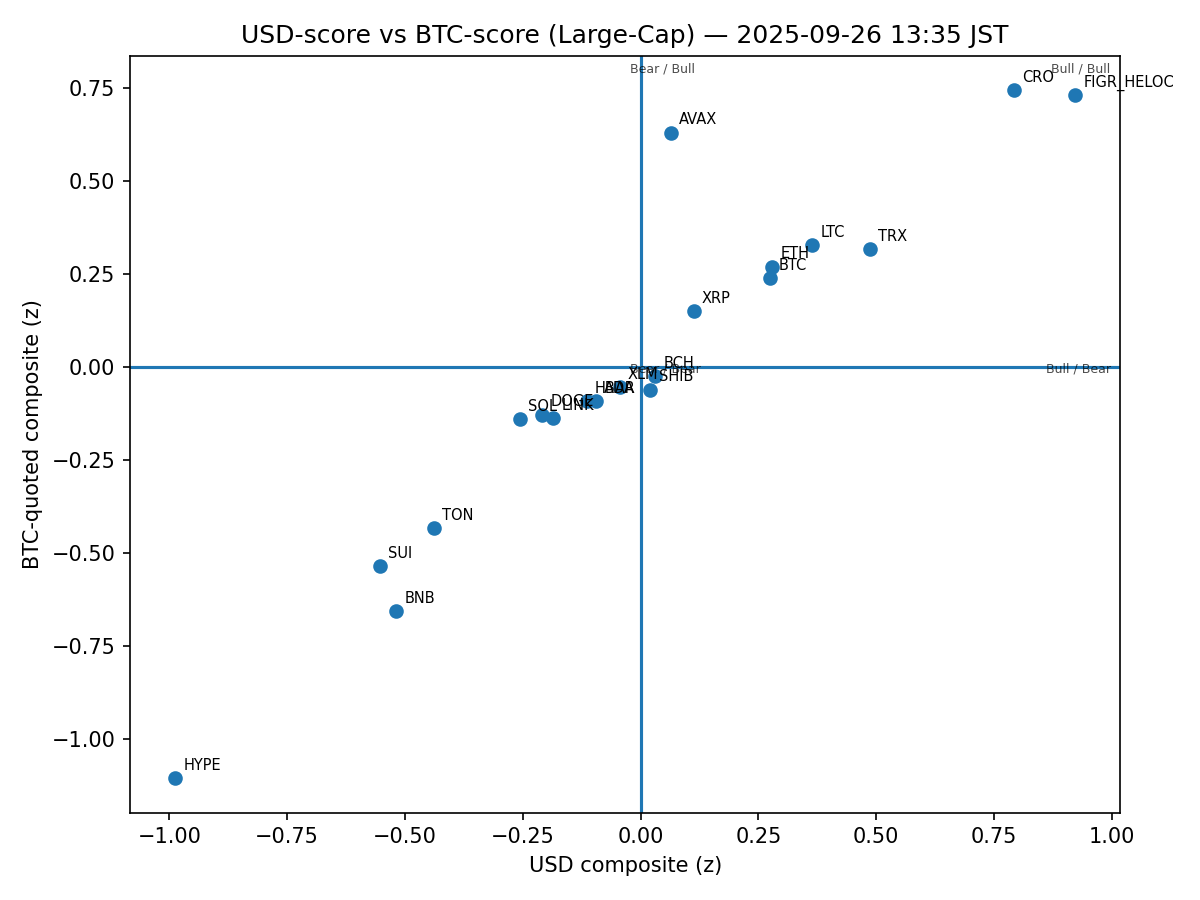 USD-score vs BTC-score (Large-Cap) — 2025-09-26 13:35 JST
Bear / Bull
Bull / Bull
CRO
FIGR_HELOC
AVAX
LTC
TRX
ETH
BTC
XRP
BCH
Bear / Bear
Bull / Bear
XLM
SHIB
HBAR
ADA
DOGE
SOL
LINK
TON
SUI
BNB
HYPE
0.75
0.50
0.25
0.00
−0.25
−0.50
−0.75
−1.00
BTC-quoted composite (z)
−1.00
−0.75
−0.50
−0.25
0.00
0.25
0.50
0.75
1.00
USD composite (z)